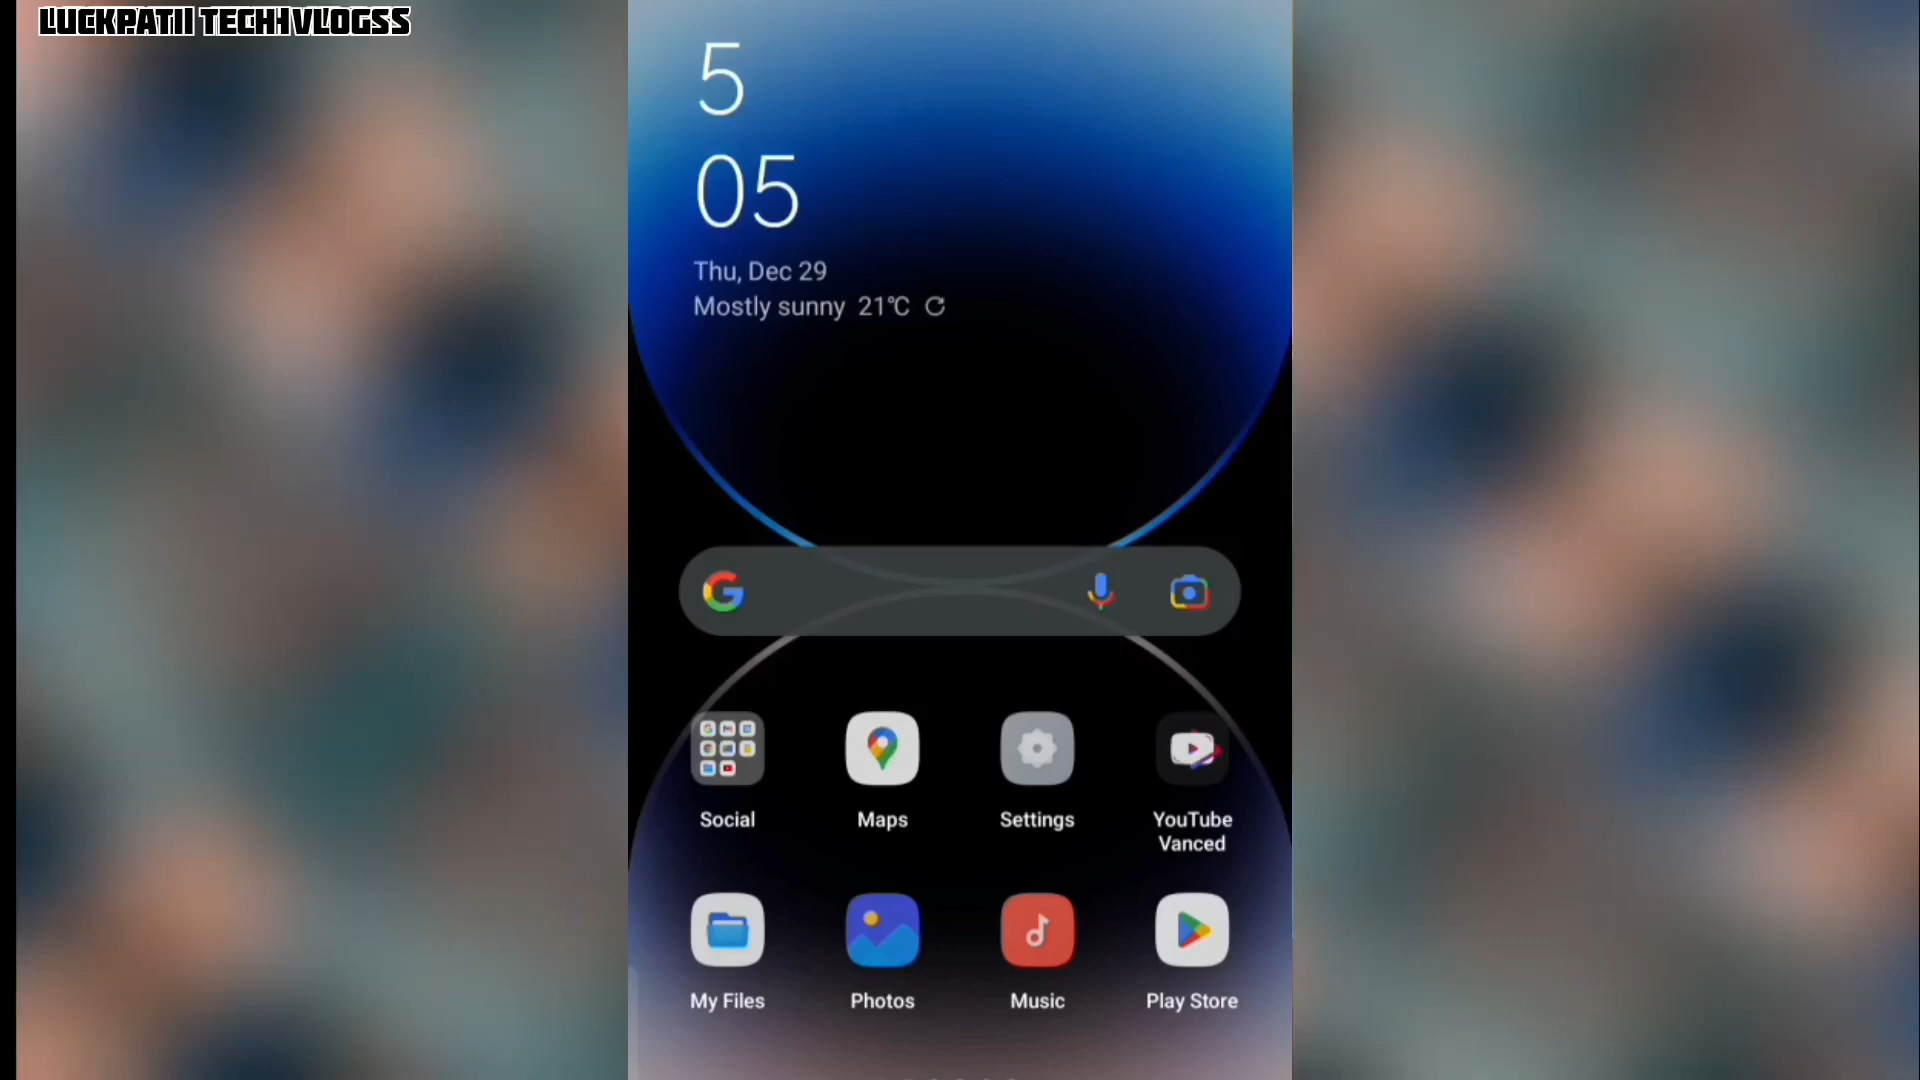 LUCKPATII TECHIVLOGSS
5
05
Thu, Dec 29
Mostly sunny 21°C
Social
Maps
Settings
YouTube
Vanced
My Files
Photos
Music
Play Store